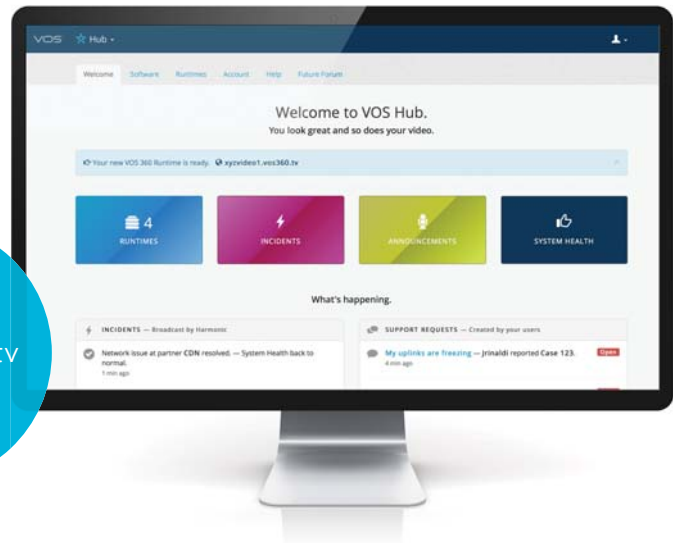 VOS Hub
Welcome Software Runtimes Account Help Future Forum
Welcome to VOS Hub.
You look great and so does your video.
Your new VOS 360 Runtime is ready. xyzvideo1.vos360.tv
4
RUNTIMES
INCIDENTS
ANNOUNCEMENTS
SYSTEM HEALTH
What's happening.
INCIDENTS — Broadcast by Harmonic
Network issue at partner CDN resolved. — System Health back to
normal.
1 min ago
SUPPORT REQUESTS — Created by your users
My uplinks are freezing — Jrinaldi reported Case 123.
Open
4 min ago